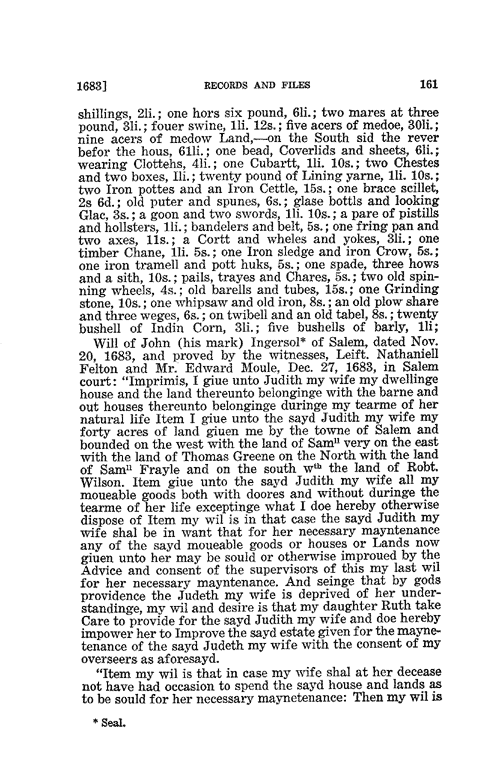 1683] RECORDS AND FILES 161
shillings, 2li.; one hors six pound, 6li.; two mares at three
pound, 3li.; fouer swine, 1li. 12s.; five acers of medoe, 30li.;
nine acers of medow Land,—on the South sid the rever
befor the hous, 61li.; one bead, Coverlids and sheets, 6li.;
wearing Clottehs, 4li.; one Cubartt, 1li. 10s.; two Chestes
and two boxes, 1li.; twenty pound of Lining yarne, 1li. 10s.;
two Iron pottes and an Iron Cettle, 15s.; one brace scillet,
2s 6d.; old puter and spunes, 6s.; glase bottls and looking
Glac, 3s.; a goon and two swords, 1li. 10s.; a pare of pistills
and hollsters, 1li.; bandelers and belt, 5s.; one fring pan and
two axes, 11s.; a Cortt and wheles and yokes, 3li.; one
timber Chane, 1li. 5s.; one Iron sledge and iron Crow, 5s.;
one iron tramell and pott huks, 5s.; one spade, three hows
and a sith, 10s.; pails, trayes and Chares, 5s.; two old spin-
ning wheels, 4s.; old barells and tubes, 15s.; one Grinding
stone, 10s.; one whipsaw and old iron, 8s.; an old plow share
and three weges, 6s.; on twibell and an old tabel, 8s.; twenty
bushell of Indin Corn, 3li.; five bushells of barly, 1li;
Will of John (his mark) Ingersol* of Salem, dated Nov.
20, 1683, and proved by the witnesses, Leift. Nathaniell
Felton and Mr. Edward Moule, Dec. 27, 1683, in Salem
court: "Imprimis, I giue unto Judith my wife my dwellinge
house and the land thereunto belonginge with the barne and
out houses thereunto belonginge duringe my tearme of her
natural life Item I giue unto the sayd Judith my wife my
forty acres of land giuen me by the towne of Salem and
bounded on the west with the land of Samˡˡ very on the east
with the land of Thomas Greene on the North with the land
of Samˡˡ Frayle and on the south wᵗʰ the land of Robt.
Wilson. Item giue unto the sayd Judith my wife all my
moueable goods both with doores and without duringe the
tearme of her life exceptinge what I doe hereby otherwise
dispose of Item my wil is in that case the sayd Judith my
wife shal be in want that for her necessary mayntenance
any of the sayd moueable goods or houses or Lands now
giuen unto her may be sould or otherwise improued by the
Advice and consent of the supervisors of this my last wil
for her necessary mayntenance. And seinge that by gods
providence the Judeth my wife is deprived of her under-
standinge, my wil and desire is that my daughter Ruth take
Care to provide for the sayd Judith my wife and doe hereby
impower her to Improve the sayd estate given for the mayne-
tenance of the sayd Judeth my wife with the consent of my
overseers as aforesayd.
"Item my wil is that in case my wife shal at her decease
not have had occasion to spend the sayd house and lands as
to be sould for her necessary maynetenance: Then my wil is
* Seal.